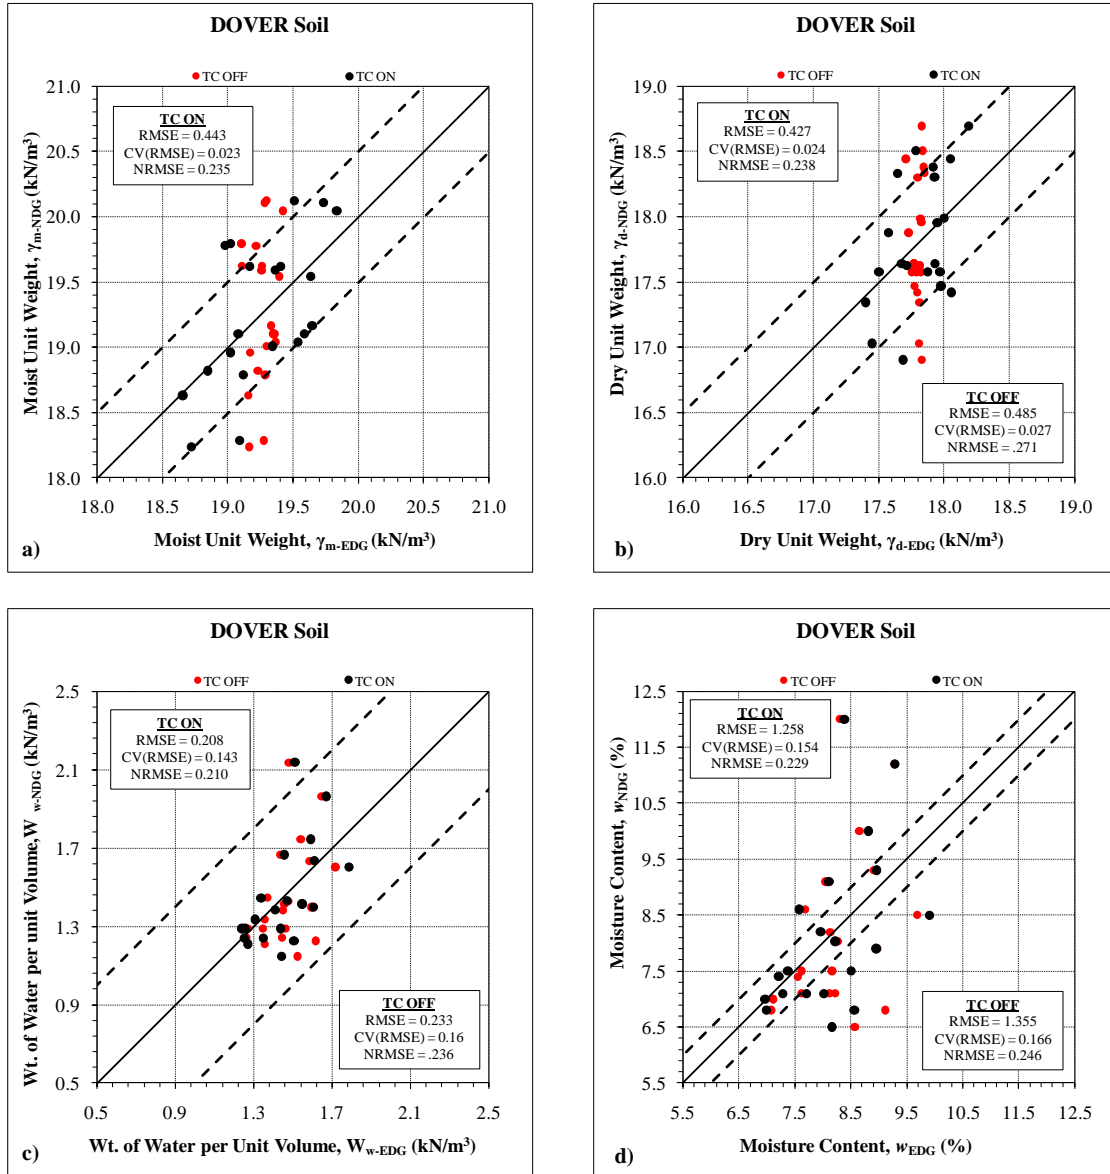 DOVER Soil
TC OFF
TC ON
21.0
20.5
20.0
19.5
19.0
18.5
18.0
18.0
18.5
19.0
19.5
20.0
20.5
21.0
TC ON
RMSE = 0.443
CV(RMSE) = 0.023
NRMSE = 0.235
Moist Unit Weight, γm-NDG (kN/m³)
Moist Unit Weight, γm-EDG (kN/m³)
a)
DOVER Soil
TC OFF
TC ON
19.0
18.5
18.0
17.5
17.0
16.5
16.0
16.0
16.5
17.0
17.5
18.0
18.5
19.0
TC ON
RMSE = 0.427
CV(RMSE) = 0.024
NRMSE = 0.238
TC OFF
RMSE = 0.485
CV(RMSE) = 0.027
NRMSE = .271
Dry Unit Weight, γd-NDG (kN/m³)
Dry Unit Weight, γd-EDG (kN/m³)
b)
DOVER Soil
TC OFF
TC ON
2.5
2.1
1.7
1.3
0.9
0.5
0.5
0.9
1.3
1.7
2.1
2.5
TC ON
RMSE = 0.208
CV(RMSE) = 0.143
NRMSE = 0.210
TC OFF
RMSE = 0.233
CV(RMSE) = 0.16
NRMSE = .236
Wt. of Water per unit Volume, Ww-NDG (kN/m³)
Wt. of Water per Unit Volume, Ww-EDG (kN/m³)
c)
DOVER Soil
TC OFF
TC ON
12.5
11.5
10.5
9.5
8.5
7.5
6.5
5.5
5.5
6.5
7.5
8.5
9.5
10.5
11.5
12.5
TC ON
RMSE = 1.258
CV(RMSE) = 0.154
NRMSE = 0.229
TC OFF
RMSE = 1.355
CV(RMSE) = 0.166
NRMSE = 0.246
Moisture Content, wNDG (%)
Moisture Content, wEDG (%)
d)